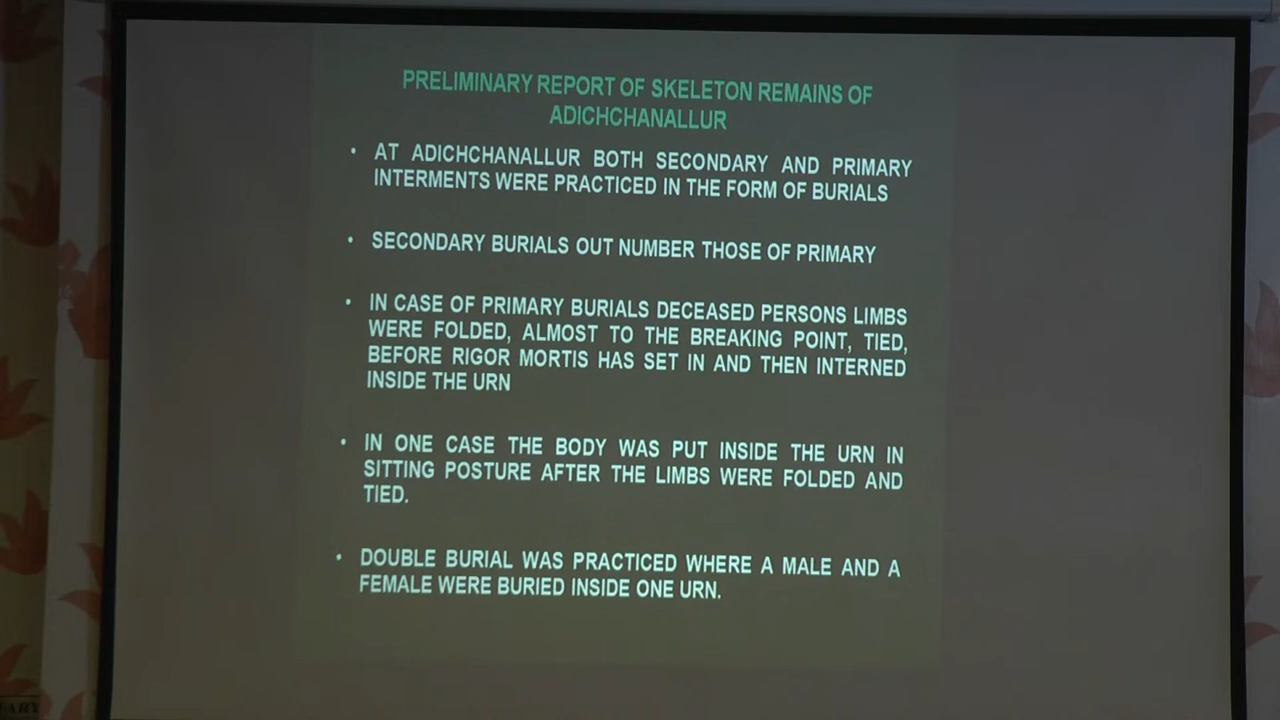 PRELIMINARY REPORT OF SKELETON REMAINS OF
ADICHCHANALLUR
• AT ADICHCHANALLUR BOTH SECONDARY AND PRIMARY
INTERMENTS WERE PRACTICED IN THE FORM OF BURIALS
• SECONDARY BURIALS OUT NUMBER THOSE OF PRIMARY
• IN CASE OF PRIMARY BURIALS DECEASED PERSONS LIMBS
WERE FOLDED, ALMOST TO THE BREAKING POINT, TIED,
BEFORE RIGOR MORTIS HAS SET IN AND THEN INTERNED
INSIDE THE URN
• IN ONE CASE THE BODY WAS PUT INSIDE THE URN IN
SITTING POSTURE AFTER THE LIMBS WERE FOLDED AND
TIED.
• DOUBLE BURIAL WAS PRACTICED WHERE A MALE AND A
FEMALE WERE BURIED INSIDE ONE URN.